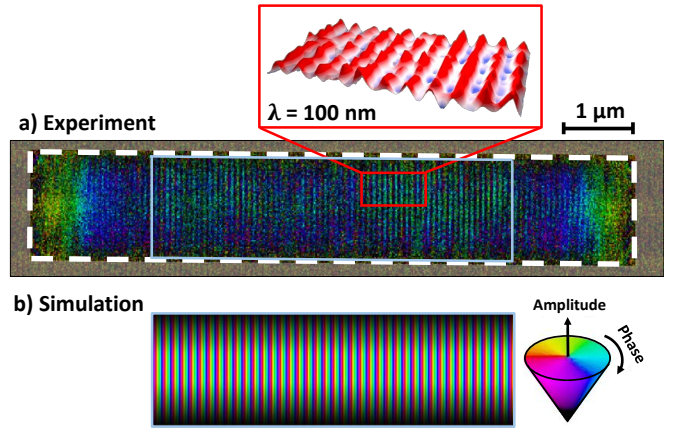 λ = 100 nm
1 µm
a) Experiment
b) Simulation
Amplitude
Phase